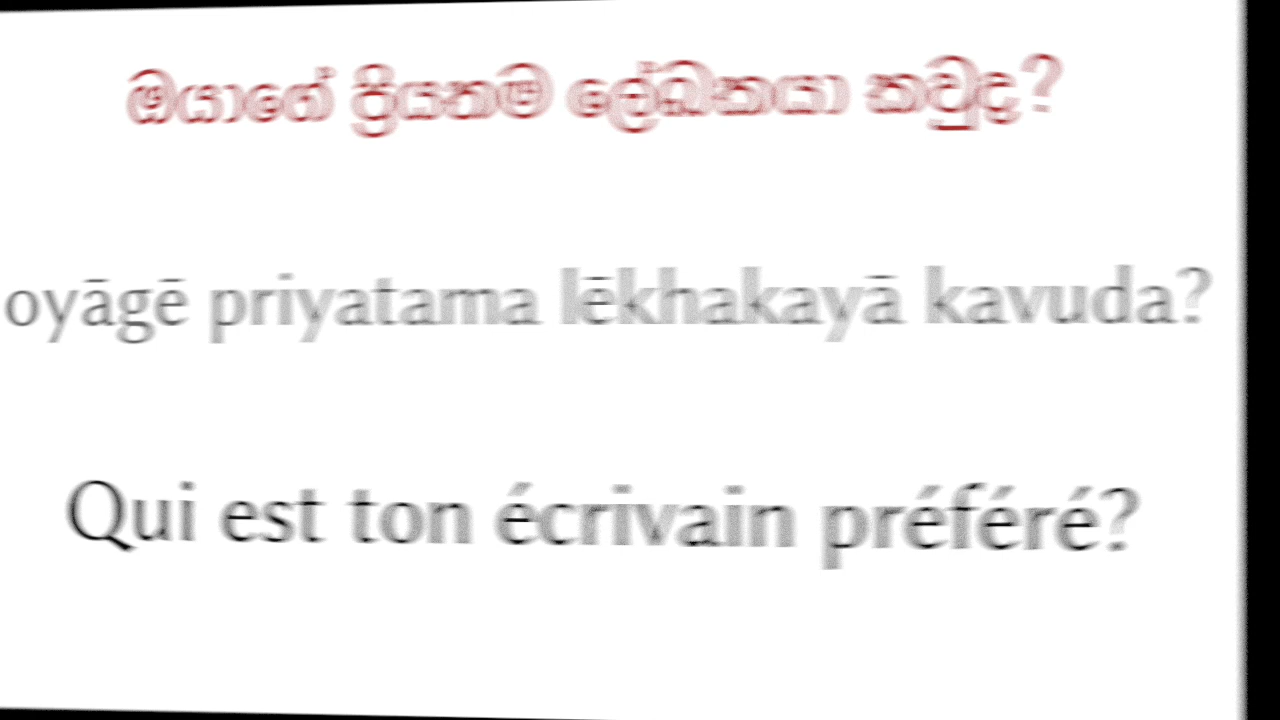 ඔයාගේ ප්‍රියතම ලේඛකයා කවුද?
oyāgē priyatama lēkhakayā kavuda?
Qui est ton écrivain préféré?